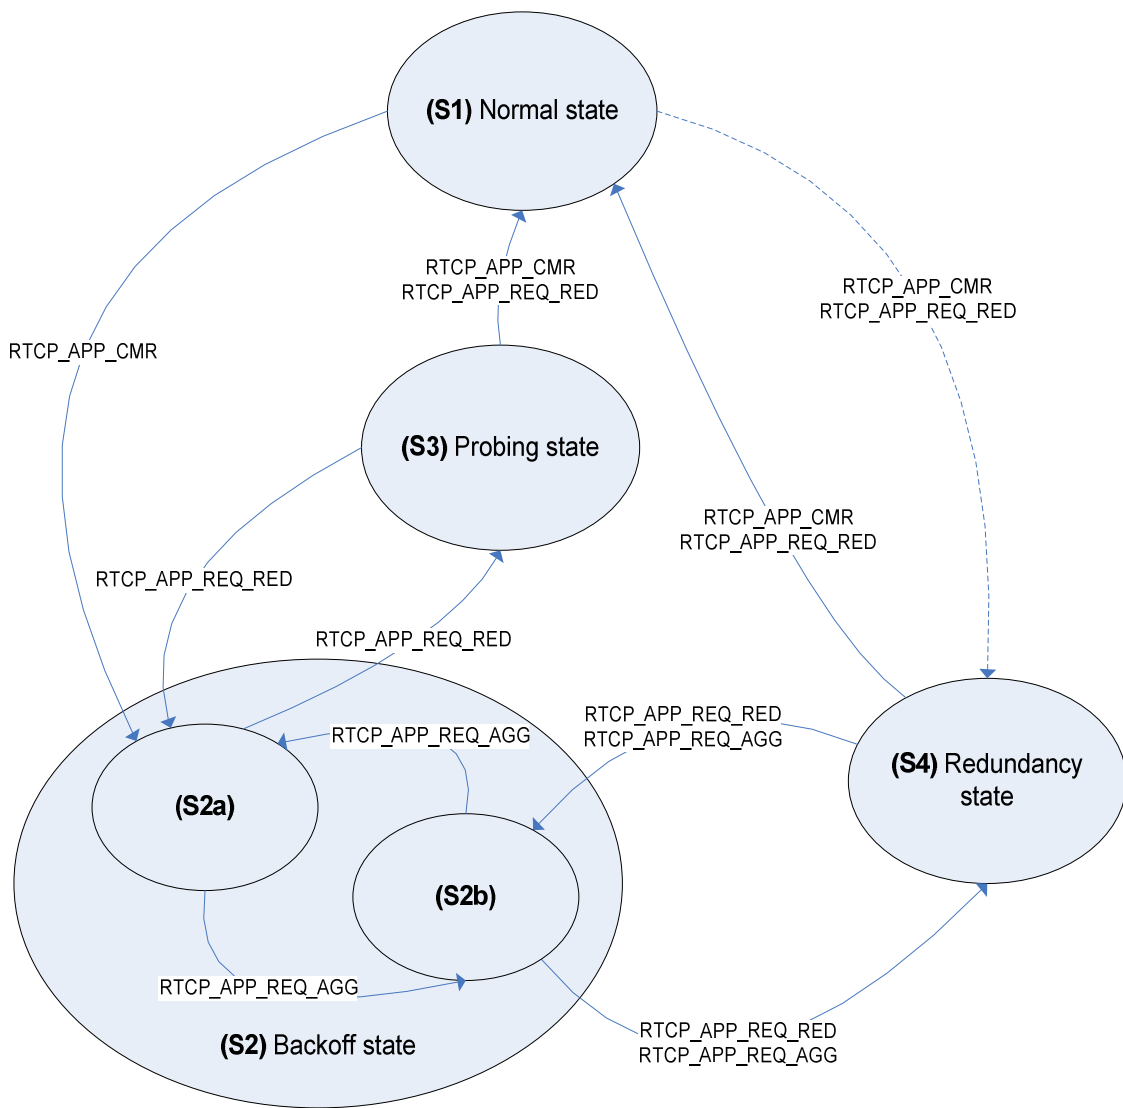 (S1) Normal state
RTCP_APP_CMR
RTCP_APP_REQ_RED
RTCP_APP_CMR
RTCP_APP_REQ_RED
RTCP_APP_CMR
(S3) Probing state
RTCP_APP_CMR
RTCP_APP_REQ_RED
RTCP_APP_REQ_RED
RTCP_APP_REQ_RED
RTCP_APP_REQ_RED
RTCP_APP_REQ_AGG
RTCP_APP_REQ_AGG
(S4) Redundancy
state
(S2a)
(S2b)
RTCP_APP_REQ_AGG
(S2) Backoff state
RTCP_APP_REQ_RED
RTCP_APP_REQ_AGG